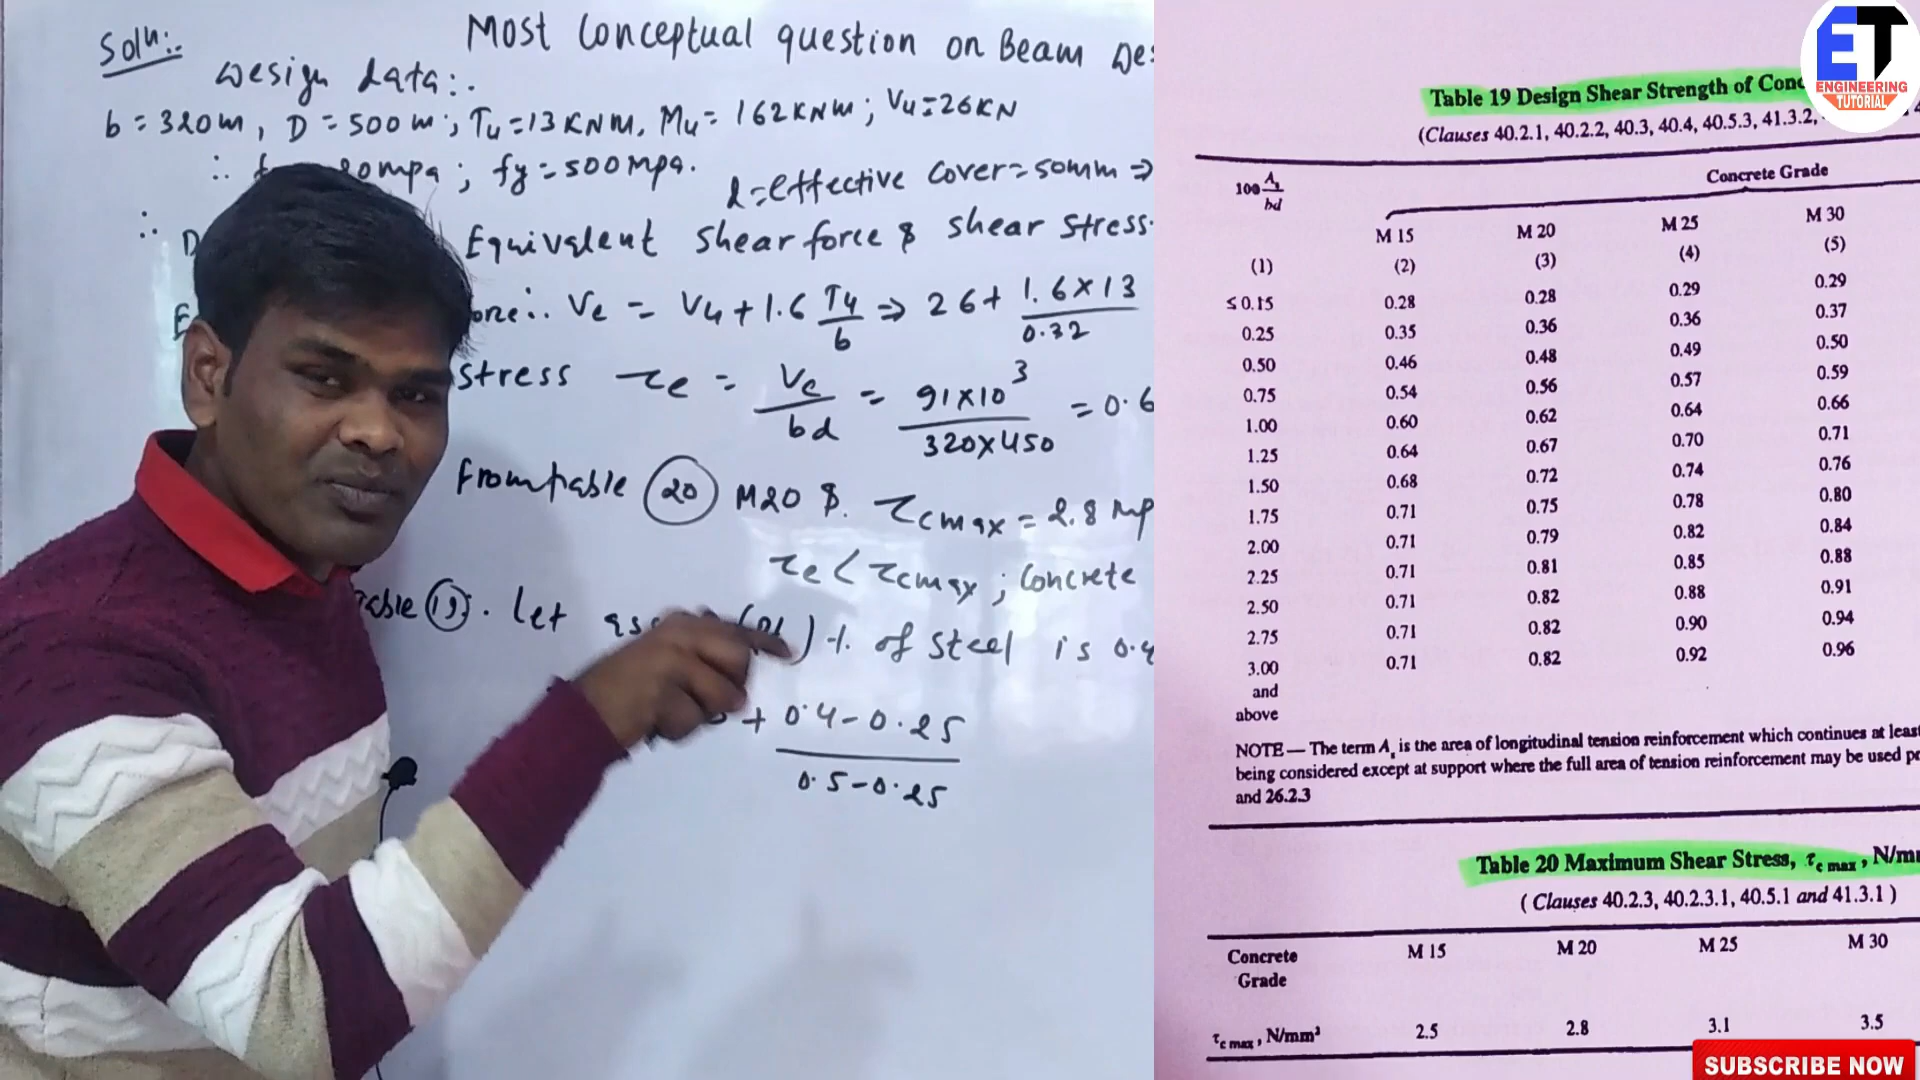 Soln:.
Most Conceptual question on Beam De
Design data:.
b = 320m, D = 500m; Tu = 13KNM, Mu = 162KNM; Vu = 26KN
∴ mpa; fy = 500mpa.
d = effective cover = 50mm ⇒
∴ Equivalent shear force & shear stress.
Ve = Vu + 1.6 Tu/b ⇒ 26 + 1.6×13/0.32
stress τe = Ve/bd = 91×10³/320×450 = 0.6
From table 20 M20 $. τcmax = 2.8 mp
τe < τcmax; Concrete
Let % of steel is 0.4
+ 0.4-0.25/0.5-0.25
ET
ENGINEERING
TUTORIAL
Table 19 Design Shear Strength of Conc
(Clauses 40.2.1, 40.2.2, 40.3, 40.4, 40.5.3, 41.3.2,
100 As/bd Concrete Grade
M 15 M 20 M 25 M 30
(1) (2) (3) (4) (5)
≤ 0.15 0.28 0.28 0.29 0.29
0.25 0.35 0.36 0.36 0.37
0.50 0.46 0.48 0.49 0.50
0.75 0.54 0.56 0.57 0.59
1.00 0.60 0.62 0.64 0.66
1.25 0.64 0.67 0.70 0.71
1.50 0.68 0.72 0.74 0.76
1.75 0.71 0.75 0.78 0.80
2.00 0.71 0.79 0.82 0.84
2.25 0.71 0.81 0.85 0.88
2.50 0.71 0.82 0.88 0.91
2.75 0.71 0.82 0.90 0.94
3.00 0.71 0.82 0.92 0.96
and
above
NOTE — The term As is the area of longitudinal tension reinforcement which continues at least
being considered except at support where the full area of tension reinforcement may be used
and 26.2.3
Table 20 Maximum Shear Stress, τc max, N/m
( Clauses 40.2.3, 40.2.3.1, 40.5.1 and 41.3.1 )
Concrete M 15 M 20 M 25 M 30
Grade
τc max, N/mm² 2.5 2.8 3.1 3.5
SUBSCRIBE NOW